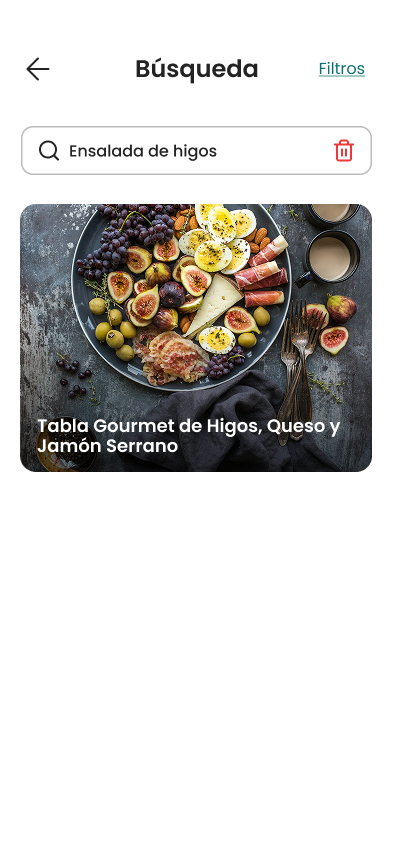 Búsqueda
Filtros
Ensalada de higos
Tabla Gourmet de Higos, Queso y
Jamón Serrano